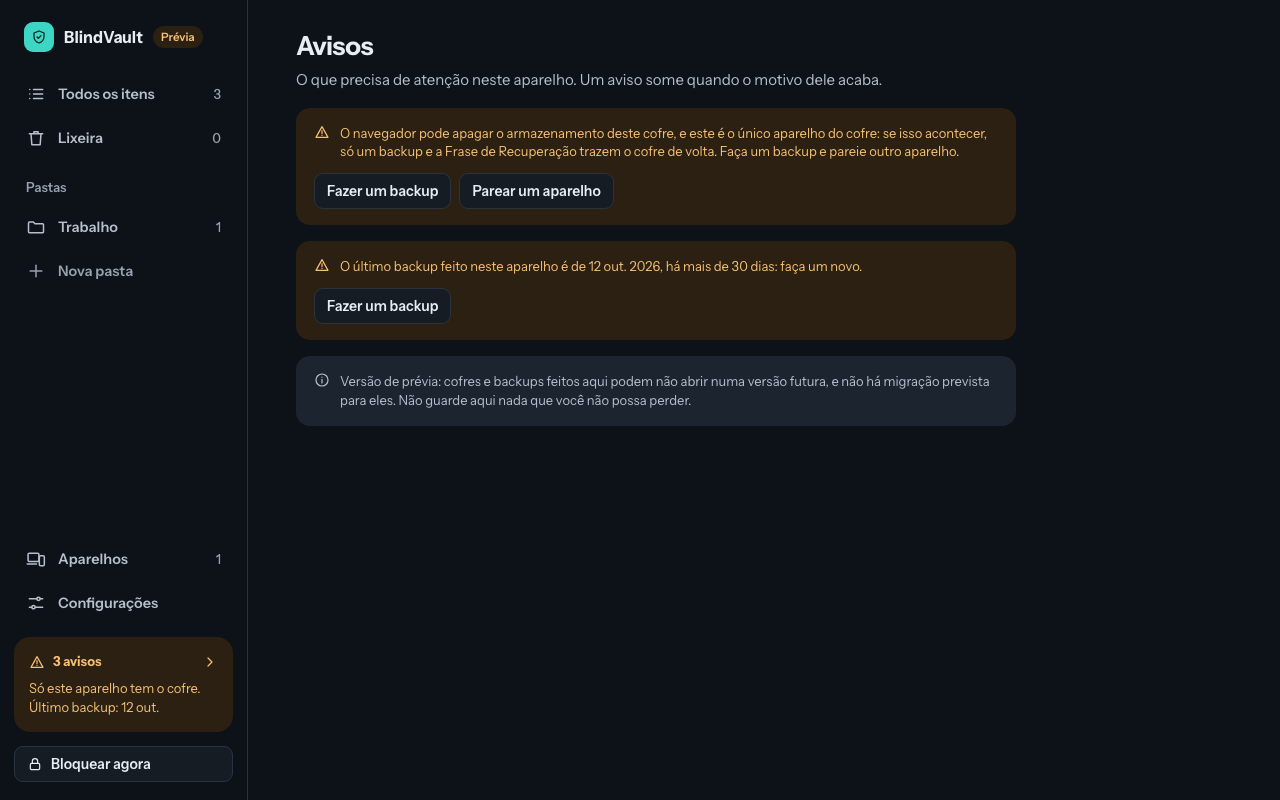 BlindVault Prévia
Todos os itens 3
Lixeira 0
Pastas
Trabalho 1
Nova pasta
Aparelhos 1
Configurações
3 avisos
Só este aparelho tem o cofre.
Último backup: 12 out.
Bloquear agora
Avisos
O que precisa de atenção neste aparelho. Um aviso some quando o motivo dele acaba.
O navegador pode apagar o armazenamento deste cofre, e este é o único aparelho do cofre: se isso acontecer,
só um backup e a Frase de Recuperação trazem o cofre de volta. Faça um backup e pareie outro aparelho.
Fazer um backup Parear um aparelho
O último backup feito neste aparelho é de 12 out. 2026, há mais de 30 dias: faça um novo.
Fazer um backup
Versão de prévia: cofres e backups feitos aqui podem não abrir numa versão futura, e não há migração prevista
para eles. Não guarde aqui nada que você não possa perder.